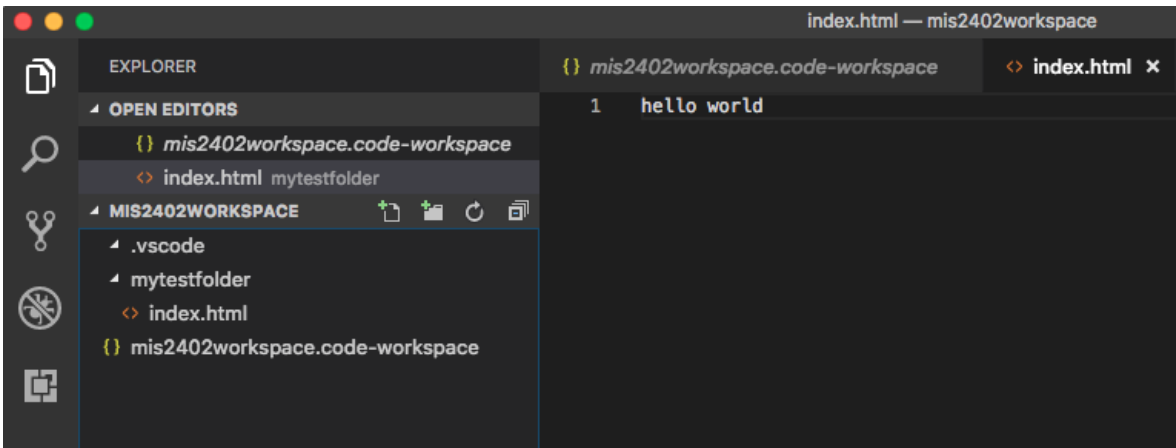 index.html — mis2402workspace
EXPLORER
{} mis2402workspace.code-workspace
<> index.html ×
OPEN EDITORS
{} mis2402workspace.code-workspace
<> index.html mytestfolder
MIS2402WORKSPACE
.vscode
mytestfolder
<> index.html
{} mis2402workspace.code-workspace
1 hello world